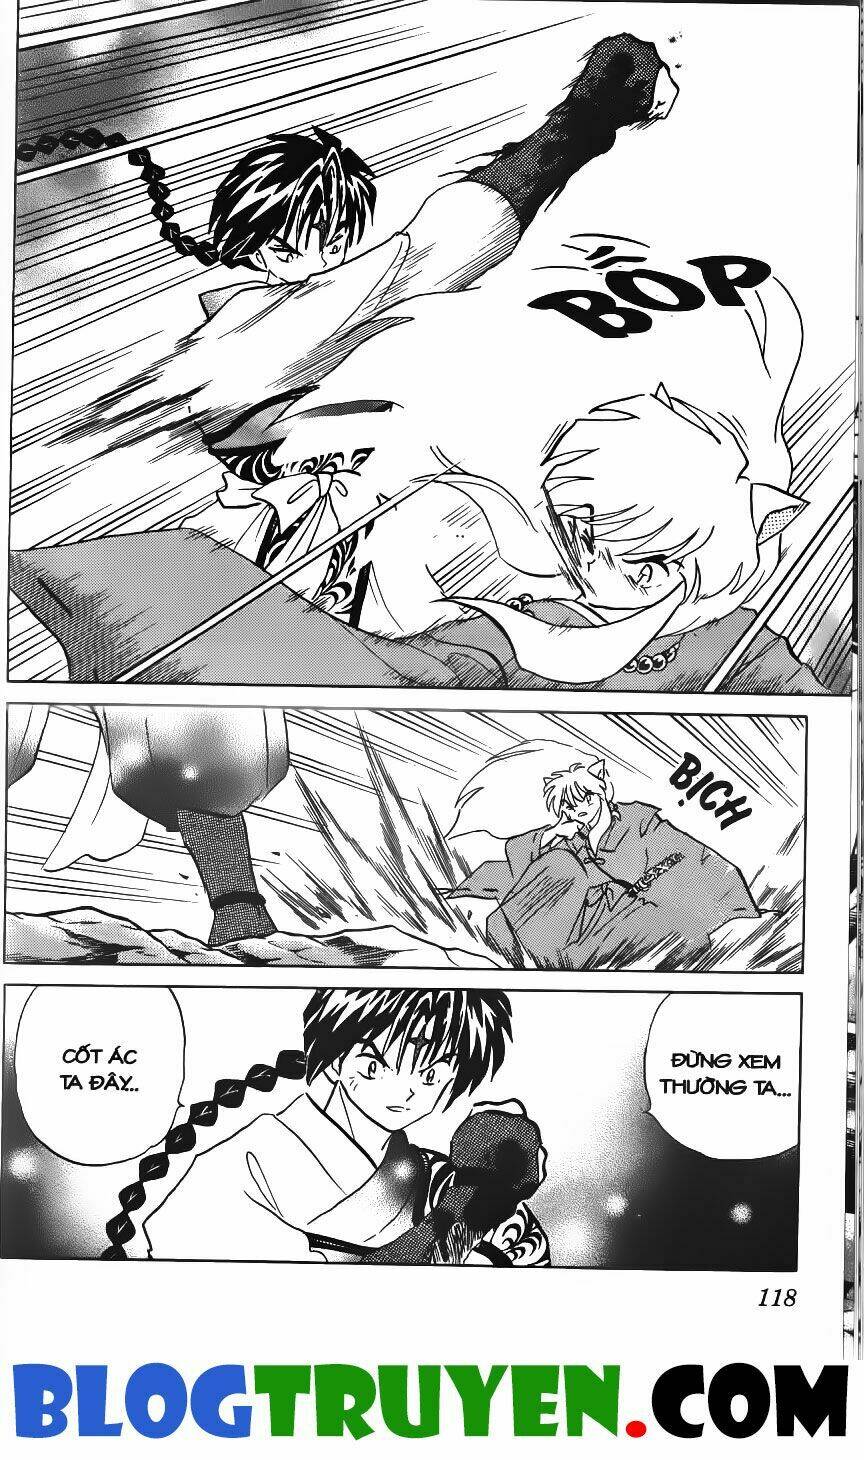 BỐP
BỊCH
ĐỪNG XEM
THƯỜNG TA...
CỐT ÁC
TA ĐÂY...
118
BLOGTRUYEN.COM